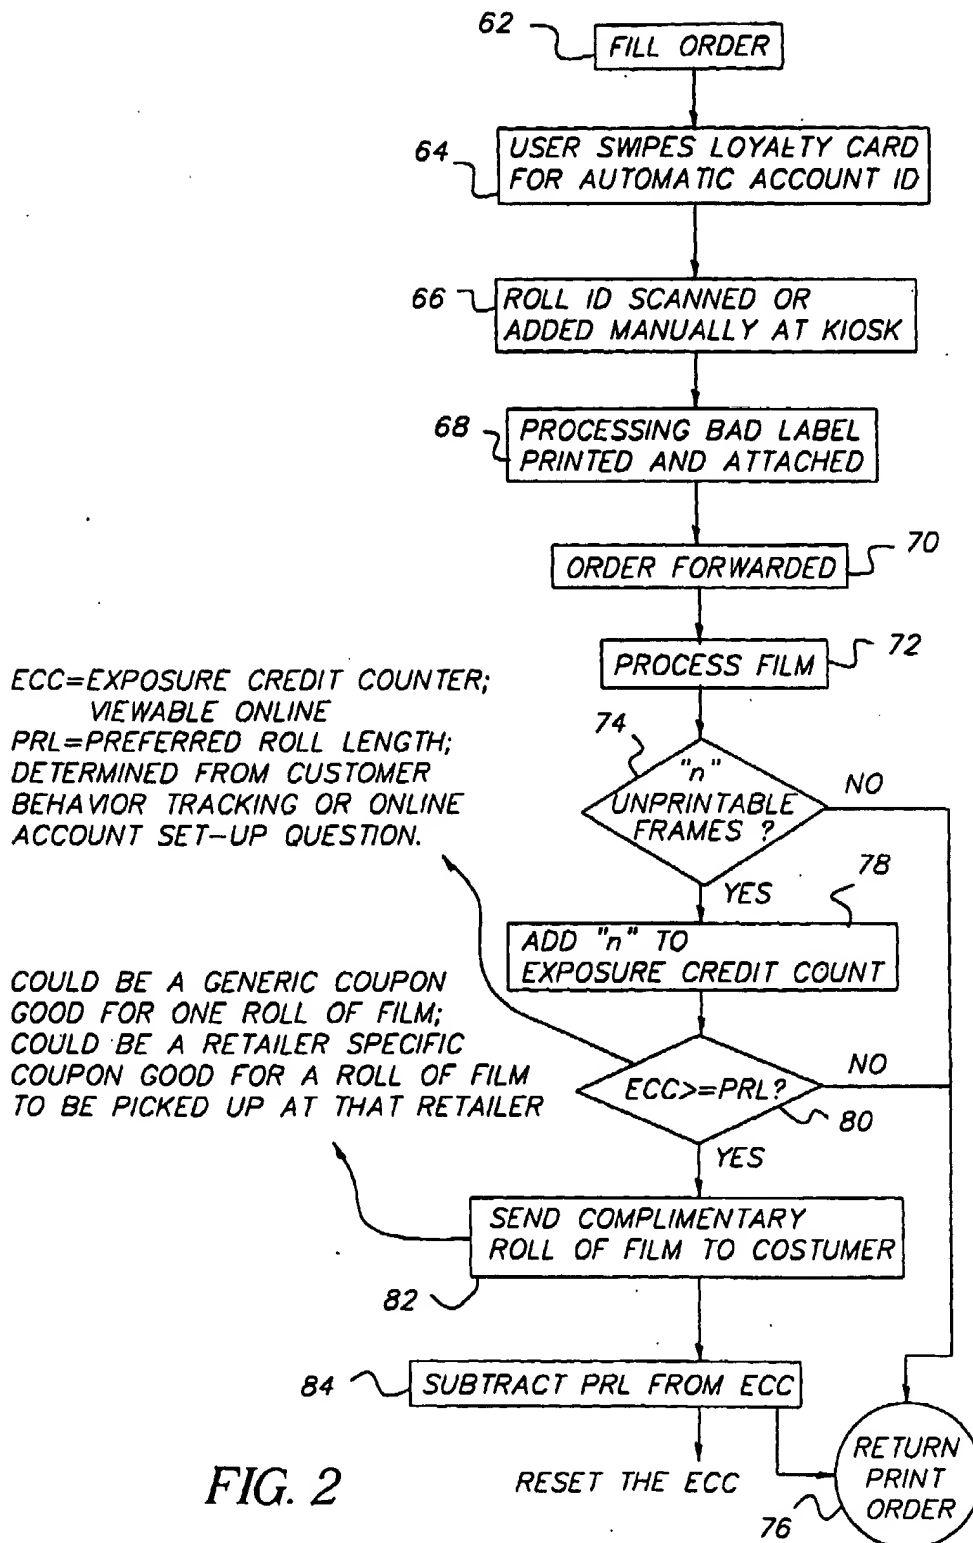 62
FILL ORDER
64
USER SWIPES LOYALTY CARD
FOR AUTOMATIC ACCOUNT ID
66
ROLL ID SCANNED OR
ADDED MANUALLY AT KIOSK
68
PROCESSING BAD LABEL
PRINTED AND ATTACHED
70
ORDER FORWARDED
72
PROCESS FILM
ECC=EXPOSURE CREDIT COUNTER;
VIEWABLE ONLINE
PRL=PREFERRED ROLL LENGTH;
DETERMINED FROM CUSTOMER
BEHAVIOR TRACKING OR ONLINE
ACCOUNT SET-UP QUESTION.
74
"n"
UNPRINTABLE
FRAMES ?
NO
YES
78
ADD "n" TO
EXPOSURE CREDIT COUNT
COULD BE A GENERIC COUPON
GOOD FOR ONE ROLL OF FILM;
COULD BE A RETAILER SPECIFIC
COUPON GOOD FOR A ROLL OF FILM
TO BE PICKED UP AT THAT RETAILER
ECC>=PRL?
NO
80
YES
SEND COMPLIMENTARY
ROLL OF FILM TO COSTUMER
82
84
SUBTRACT PRL FROM ECC
RESET THE ECC
RETURN
PRINT
ORDER
76
FIG. 2